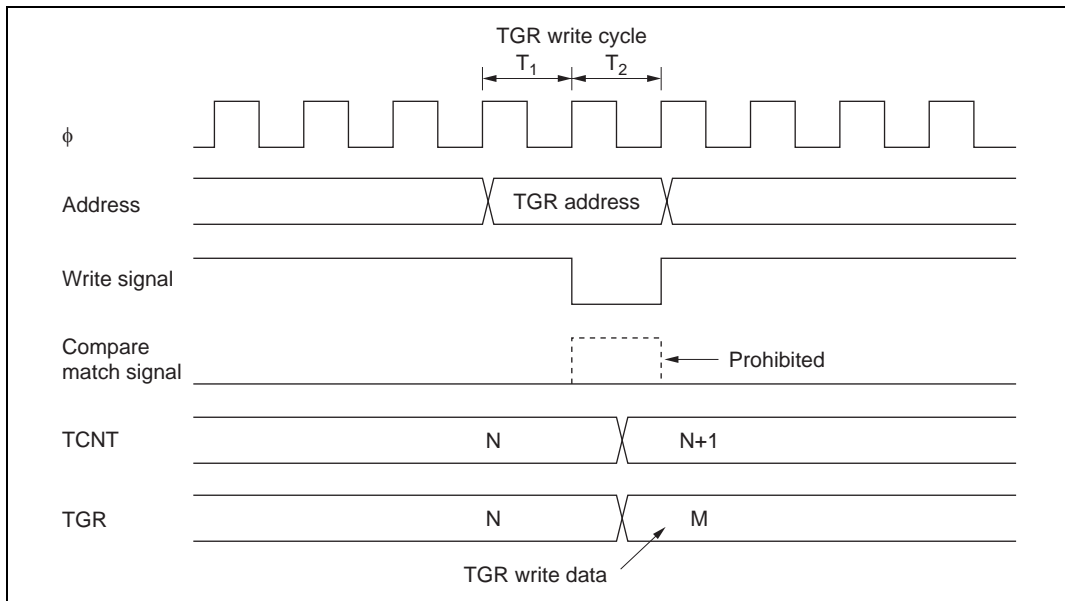 TGR write cycle
T₁ T₂
ϕ
Address
TGR address
Write signal
Compare
match signal
Prohibited
TCNT
N
N+1
TGR
N
M
TGR write data